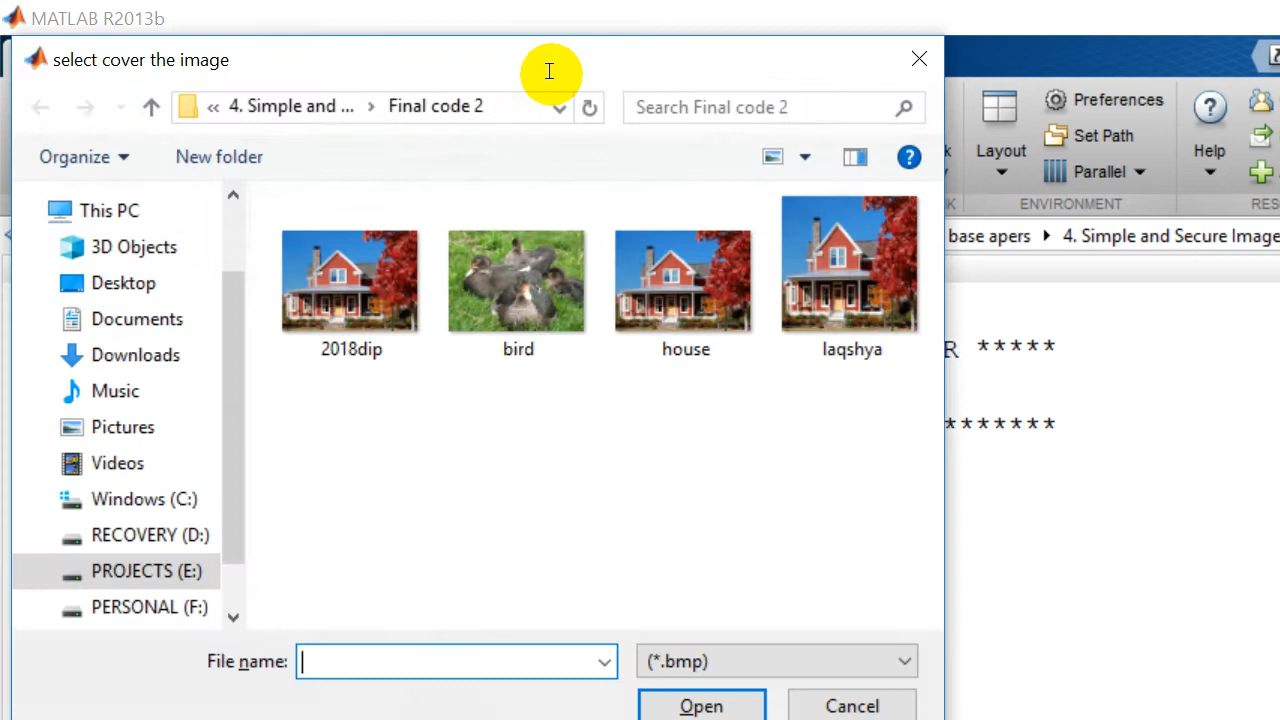 MATLAB R2013b
select cover the image
« 4. Simple and ... › Final code 2
Search Final code 2
Organize
New folder
This PC
3D Objects
Desktop
Documents
Downloads
Music
Pictures
Videos
Windows (C:)
RECOVERY (D:)
PROJECTS (E:)
PERSONAL (F:)
2018dip
bird
house
laqshya
File name:
(*.bmp)
Open
Cancel
Layout
Preferences
Set Path
Parallel
ENVIRONMENT
Help
RES
base apers ▶ 4. Simple and Secure Image
R *****
*******